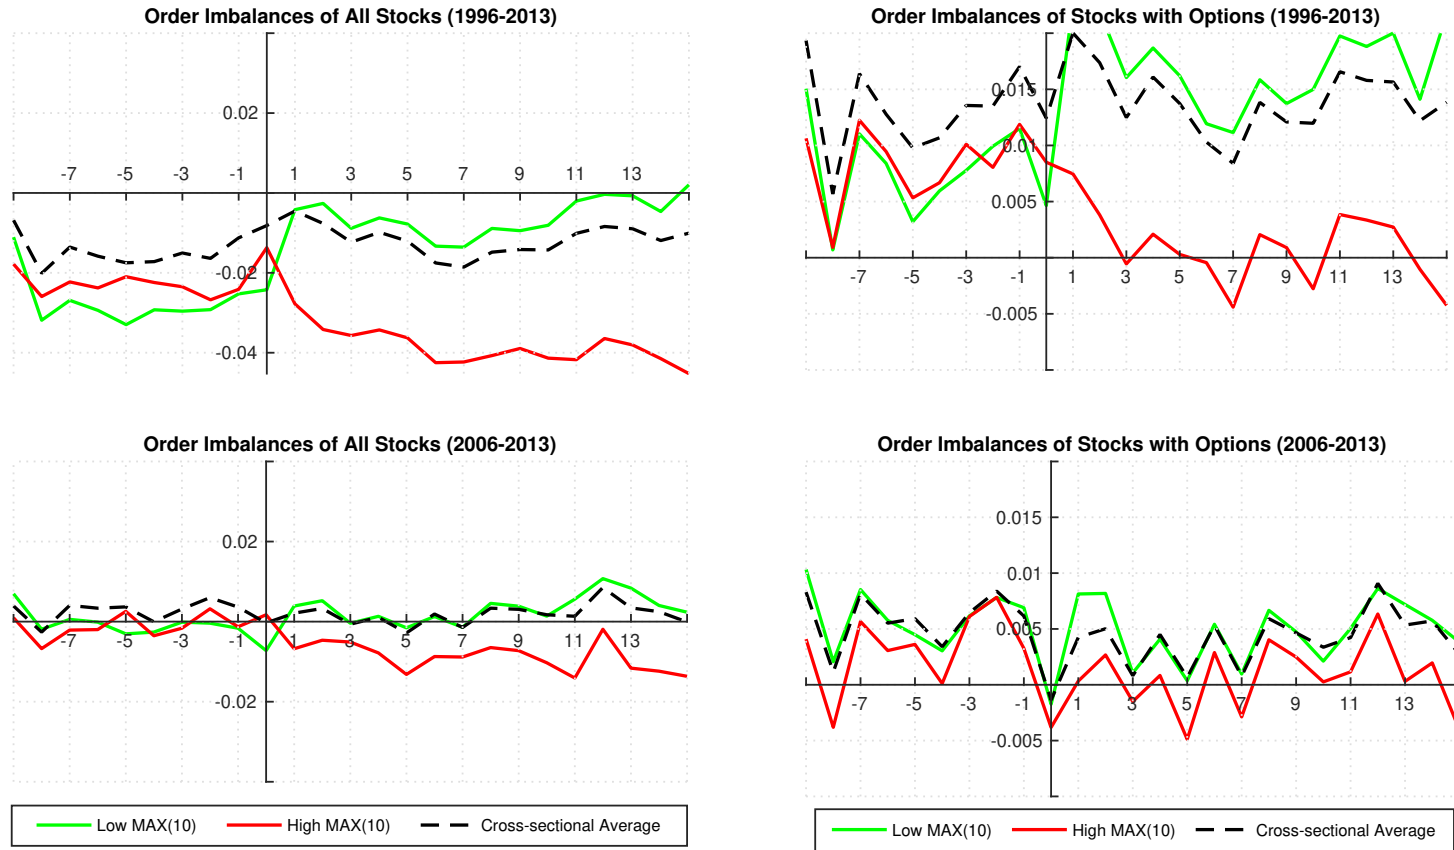 Order Imbalances of All Stocks (1996-2013)
0.02
-7 -5 -3 -1 1 3 5 7 9 11 13
-0.02
-0.04
Order Imbalances of Stocks with Options (1996-2013)
0.015
0.01
0.005
-7 -5 -3 -1 1 3 5 7 9 11 13
-0.005
Order Imbalances of All Stocks (2006-2013)
0.02
-7 -5 -3 -1 1 3 5 7 9 11 13
-0.02
Low MAX(10) High MAX(10) Cross-sectional Average
Order Imbalances of Stocks with Options (2006-2013)
0.015
0.01
0.005
-7 -5 -3 -1 1 3 5 7 9 11 13
-0.005
Low MAX(10) High MAX(10) Cross-sectional Average